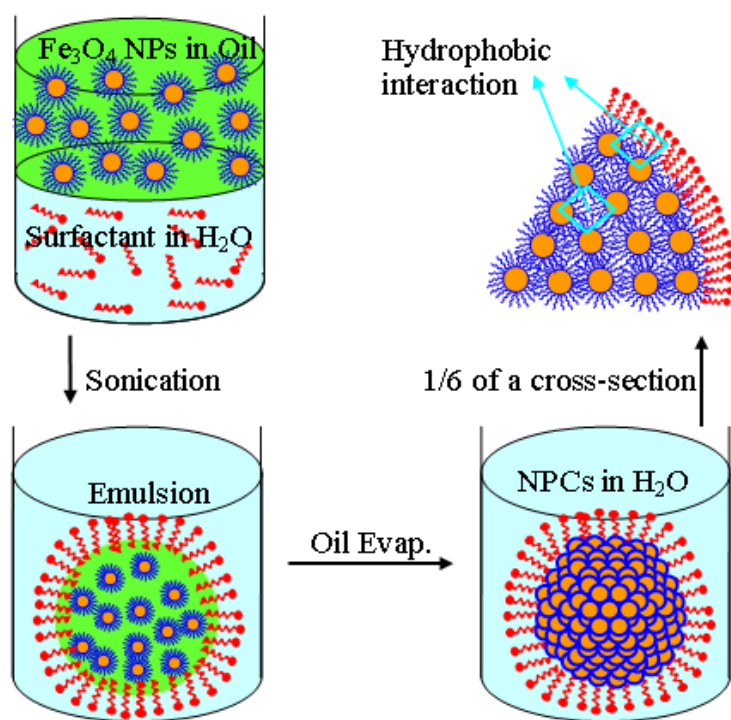 Fe₃O₄ NPs in Oil
Surfactant in H₂O
Hydrophobic
interaction
Sonication
1/6 of a cross-section
Emulsion
Oil Evap.
NPCs in H₂O